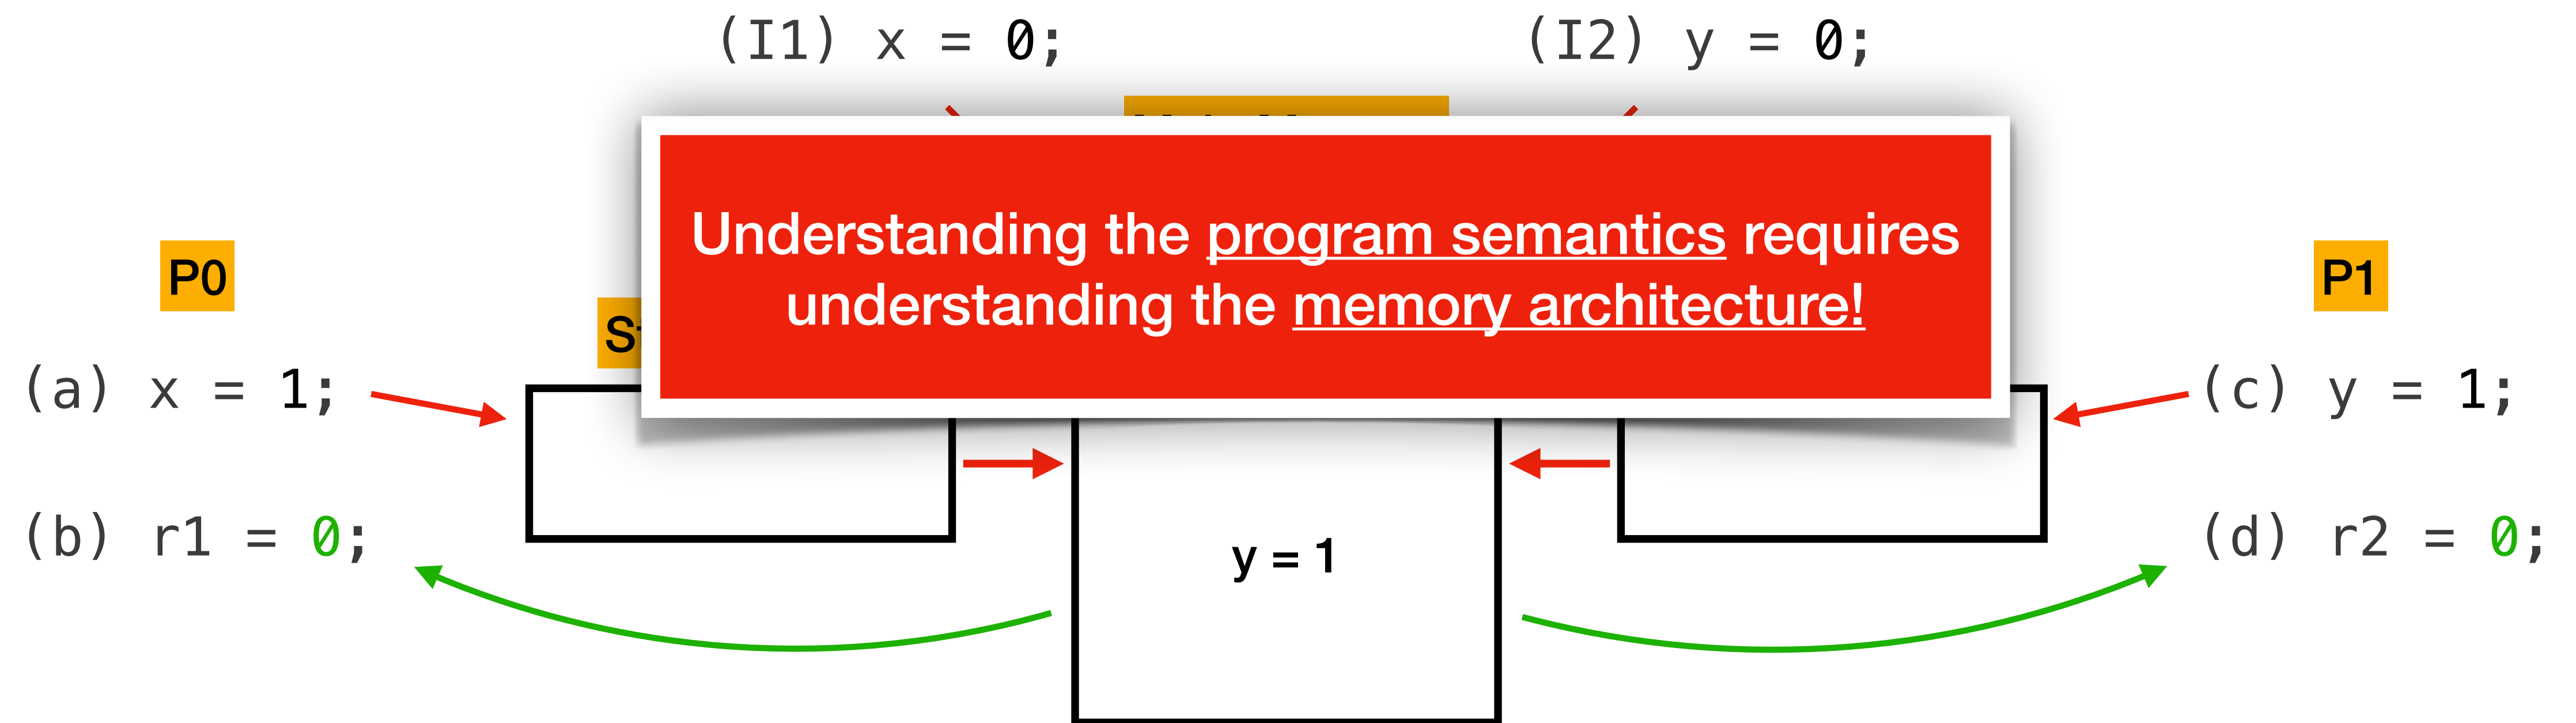 (I1) x = 0;
(I2) y = 0;
Understanding the program semantics requires
understanding the memory architecture!
P0
P1
(a) x = 1;
(c) y = 1;
(b) r1 = 0;
y = 1
(d) r2 = 0;